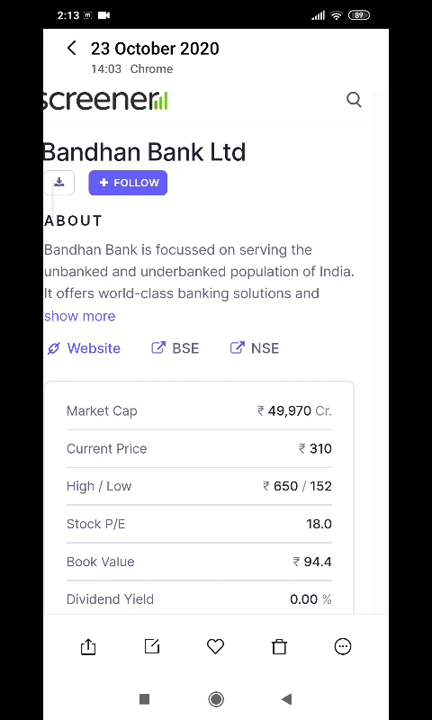 2:13
89
23 October 2020
14:03 Chrome
screener
Bandhan Bank Ltd
+ FOLLOW
ABOUT
Bandhan Bank is focussed on serving the
unbanked and underbanked population of India.
It offers world-class banking solutions and
show more
Website BSE NSE
Market Cap ₹ 49,970 Cr.
Current Price ₹ 310
High / Low ₹ 650 / 152
Stock P/E 18.0
Book Value ₹ 94.4
Dividend Yield 0.00 %